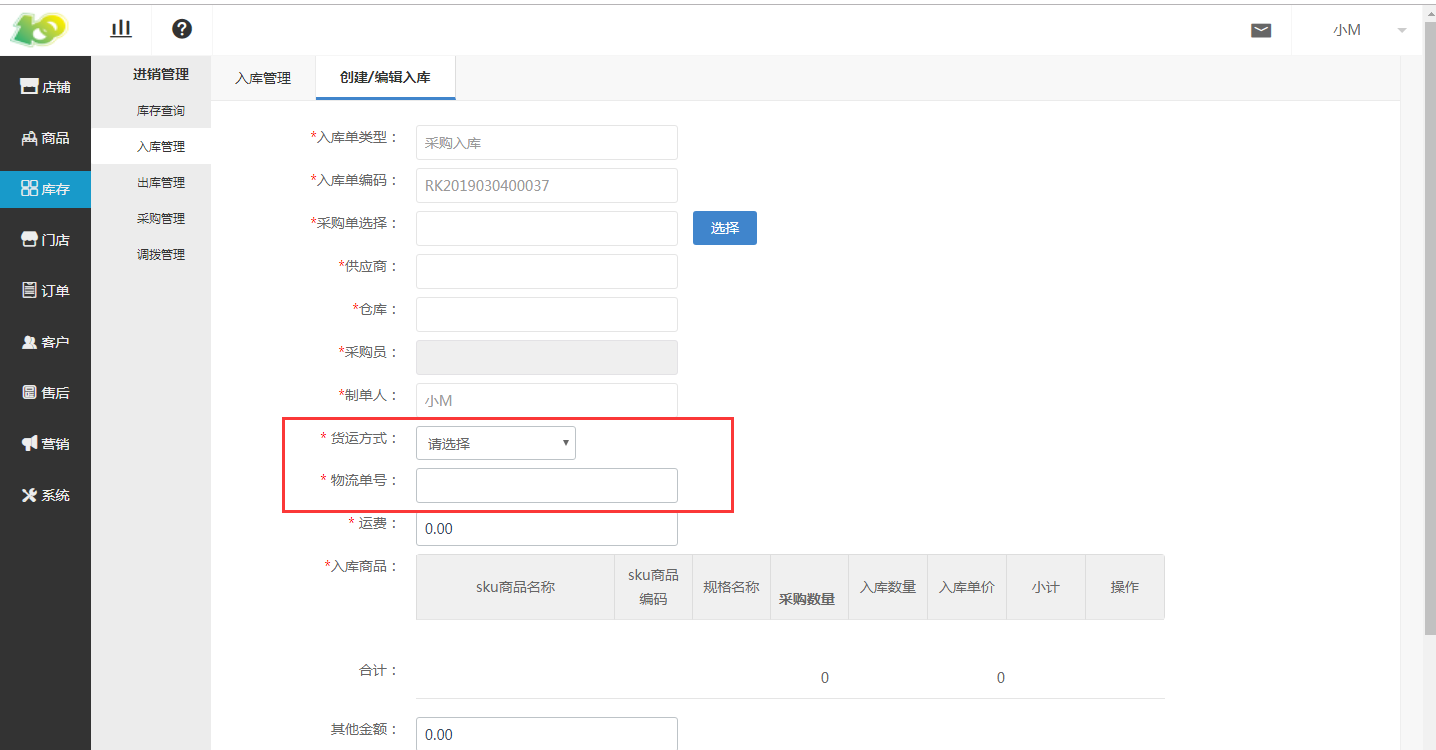 小M
店铺
商品
库存
门店
订单
客户
售后
营销
系统
进销管理
库存查询
入库管理
出库管理
采购管理
调拨管理
入库管理
创建/编辑入库
*入库单类型：
采购入库
*入库单编码：
RK2019030400037
*采购单选择：
选择
*供应商：
*仓库：
*采购员：
*制单人：
小M
* 货运方式：
请选择
* 物流单号：
* 运费：
0.00
*入库商品：
sku商品名称
sku商品
编码
规格名称
采购数量
入库数量
入库单价
小计
操作
合计：
0
0
其他金额：
0.00